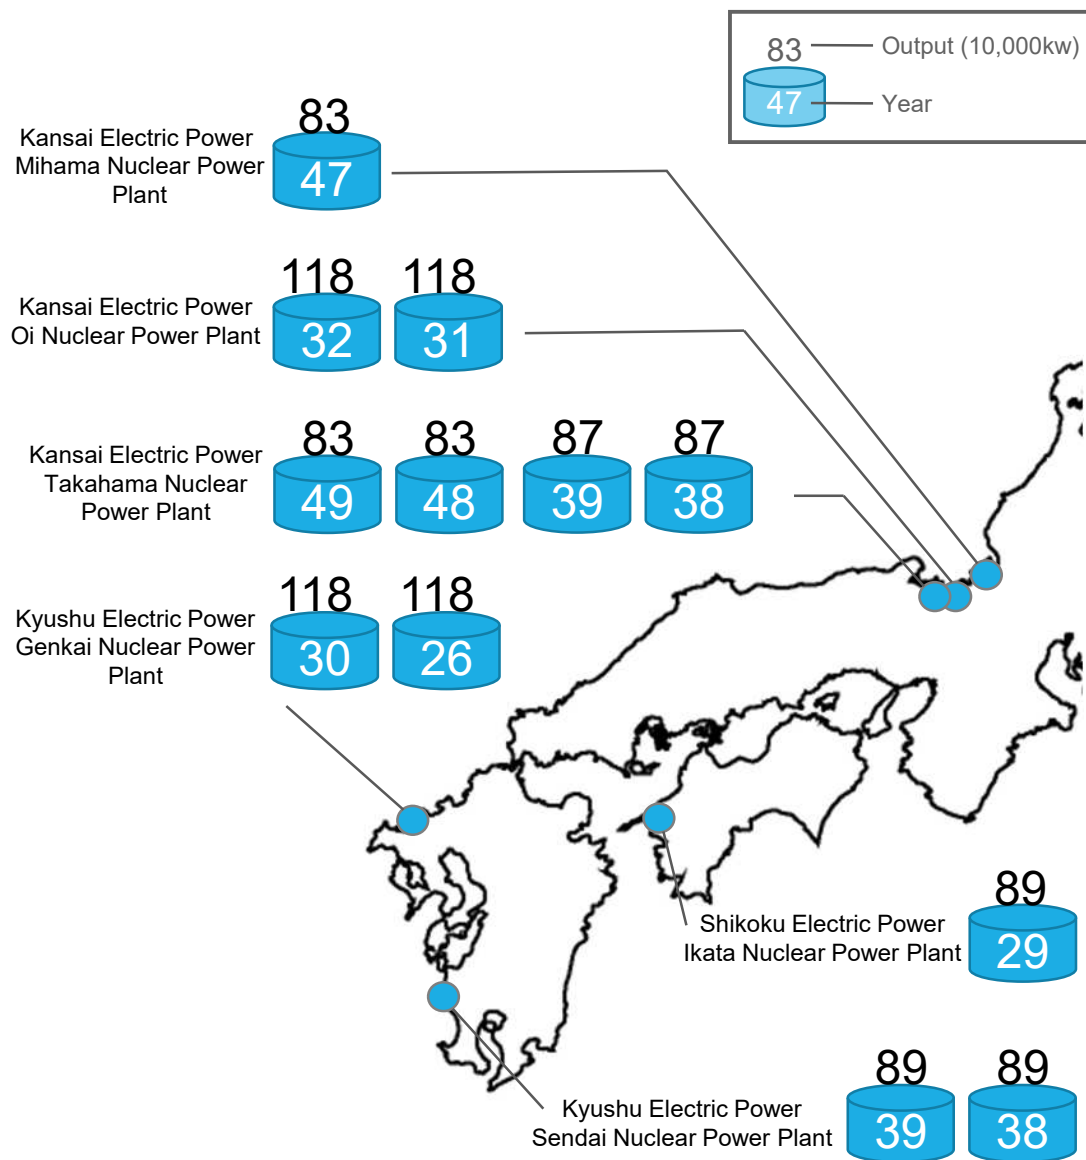 83 Output (10,000kw)
47 Year
Kansai Electric Power
Mihama Nuclear Power
Plant
83
47
Kansai Electric Power
Oi Nuclear Power Plant
118 118
32 31
Kansai Electric Power
Takahama Nuclear
Power Plant
83 83 87 87
49 48 39 38
Kyushu Electric Power
Genkai Nuclear Power
Plant
118 118
30 26
Shikoku Electric Power
Ikata Nuclear Power Plant
89
29
Kyushu Electric Power
Sendai Nuclear Power Plant
89 89
39 38